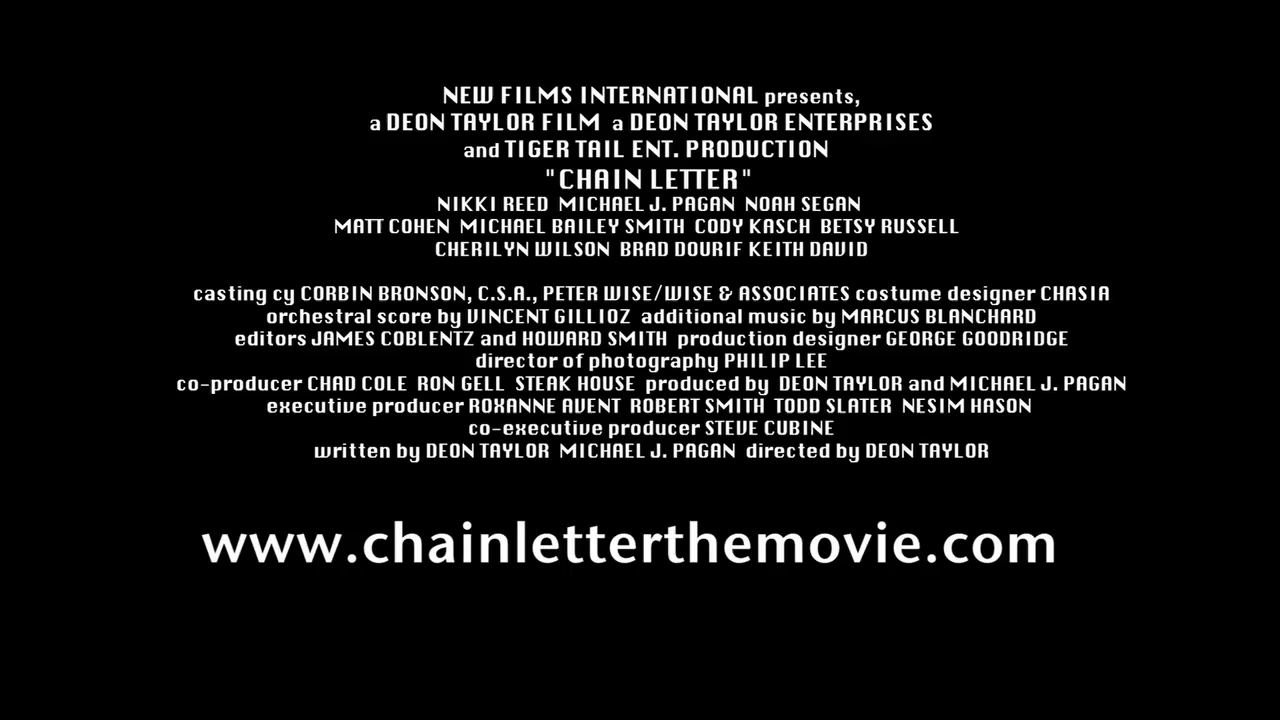 NEW FILMS INTERNATIONAL presents,
a DEON TAYLOR FILM a DEON TAYLOR ENTERPRISES
and TIGER TAIL ENT. PRODUCTION
"CHAIN LETTER"
NIKKI REED MICHAEL J. PAGAN NOAH SEGAN
MATT COHEN MICHAEL BAILEY SMITH CODY KASCH BETSY RUSSELL
CHERILYN WILSON BRAD DOURIF KEITH DAVID
casting cy CORBIN BRONSON, C.S.A., PETER WISE/WISE & ASSOCIATES costume designer CHASIA
orchestral score by VINCENT GILLIOZ additional music by MARCUS BLANCHARD
editors JAMES COBLENTZ and HOWARD SMITH production designer GEORGE GOODRIDGE
director of photography PHILIP LEE
co-producer CHAD COLE RON GELL STEAK HOUSE produced by DEON TAYLOR and MICHAEL J. PAGAN
executive producer ROXANNE AVENT ROBERT SMITH TODD SLATER NESIM HASON
co-executive producer STEVE CUBINE
written by DEON TAYLOR MICHAEL J. PAGAN directed by DEON TAYLOR
www.chainletterthemovie.com